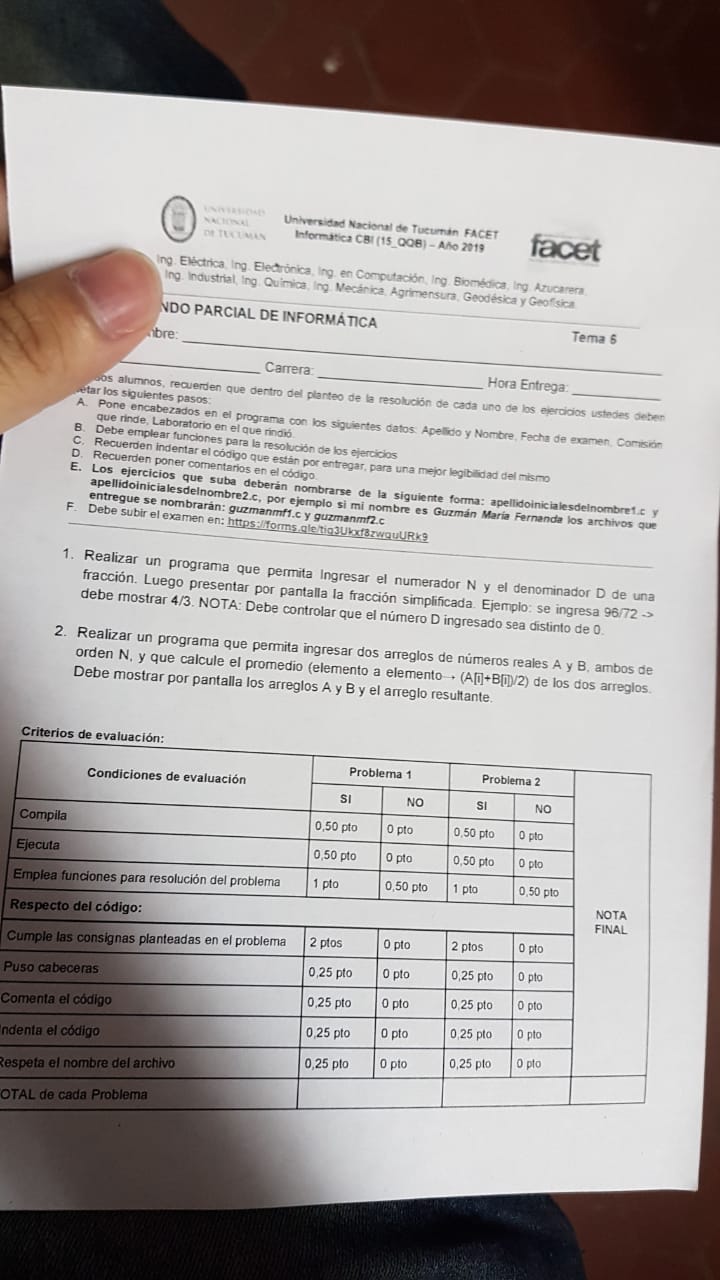 UNIVERSIDAD
NACIONAL
DE TUCUMÁN
Universidad Nacional de Tucumán FACET
Informática CBI (15_QQB) – Año 2019
facet
Ing. Eléctrica, Ing. Electrónica, Ing. en Computación, Ing. Biomédica, Ing. Azucarera,
Ing. Industrial, Ing. Química, Ing. Mecánica, Agrimensura, Geodésica y Geofísica
NDO PARCIAL DE INFORMÁTICA
Tema 6
mbre:
Carrera:
Hora Entrega:
dos alumnos, recuerden que dentro del planteo de la resolución de cada uno de los ejercicios ustedes deben
etar los siguientes pasos:
A. Pone encabezados en el programa con los siguientes datos: Apellido y Nombre, Fecha de examen, Comisión
que rinde, Laboratorio en el que rindió.
B. Debe emplear funciones para la resolución de los ejercicios
C. Recuerden indentar el código que están por entregar, para una mejor legibilidad del mismo
D. Recuerden poner comentarios en el código.
E. Los ejercicios que suba deberán nombrarse de la siguiente forma: apellidoinicialesdelnombre1.c y
apellidoinicialesdelnombre2.c, por ejemplo si mi nombre es Guzmán María Fernanda los archivos que
entregue se nombrarán: guzmanmf1.c y guzmanmf2.c
F. Debe subir el examen en: https://forms.gle/tig3Ukxf8zwquURk9
1. Realizar un programa que permita Ingresar el numerador N y el denominador D de una
fracción. Luego presentar por pantalla la fracción simplificada. Ejemplo: se ingresa 96/72 ->
debe mostrar 4/3. NOTA: Debe controlar que el número D ingresado sea distinto de 0.
2. Realizar un programa que permita ingresar dos arreglos de números reales A y B, ambos de
orden N, y que calcule el promedio (elemento a elemento→ (A[i]+B[i])/2) de los dos arreglos.
Debe mostrar por pantalla los arreglos A y B y el arreglo resultante.
Criterios de evaluación:
Condiciones de evaluación Problema 1 Problema 2
SI NO SI NO
Compila 0,50 pto 0 pto 0,50 pto 0 pto
Ejecuta 0,50 pto 0 pto 0,50 pto 0 pto
Emplea funciones para resolución del problema 1 pto 0,50 pto 1 pto 0,50 pto
NOTA
FINAL
Respecto del código:
Cumple las consignas planteadas en el problema 2 ptos 0 pto 2 ptos 0 pto
Puso cabeceras 0,25 pto 0 pto 0,25 pto 0 pto
Comenta el código 0,25 pto 0 pto 0,25 pto 0 pto
Indenta el código 0,25 pto 0 pto 0,25 pto 0 pto
Respeta el nombre del archivo 0,25 pto 0 pto 0,25 pto 0 pto
OTAL de cada Problema